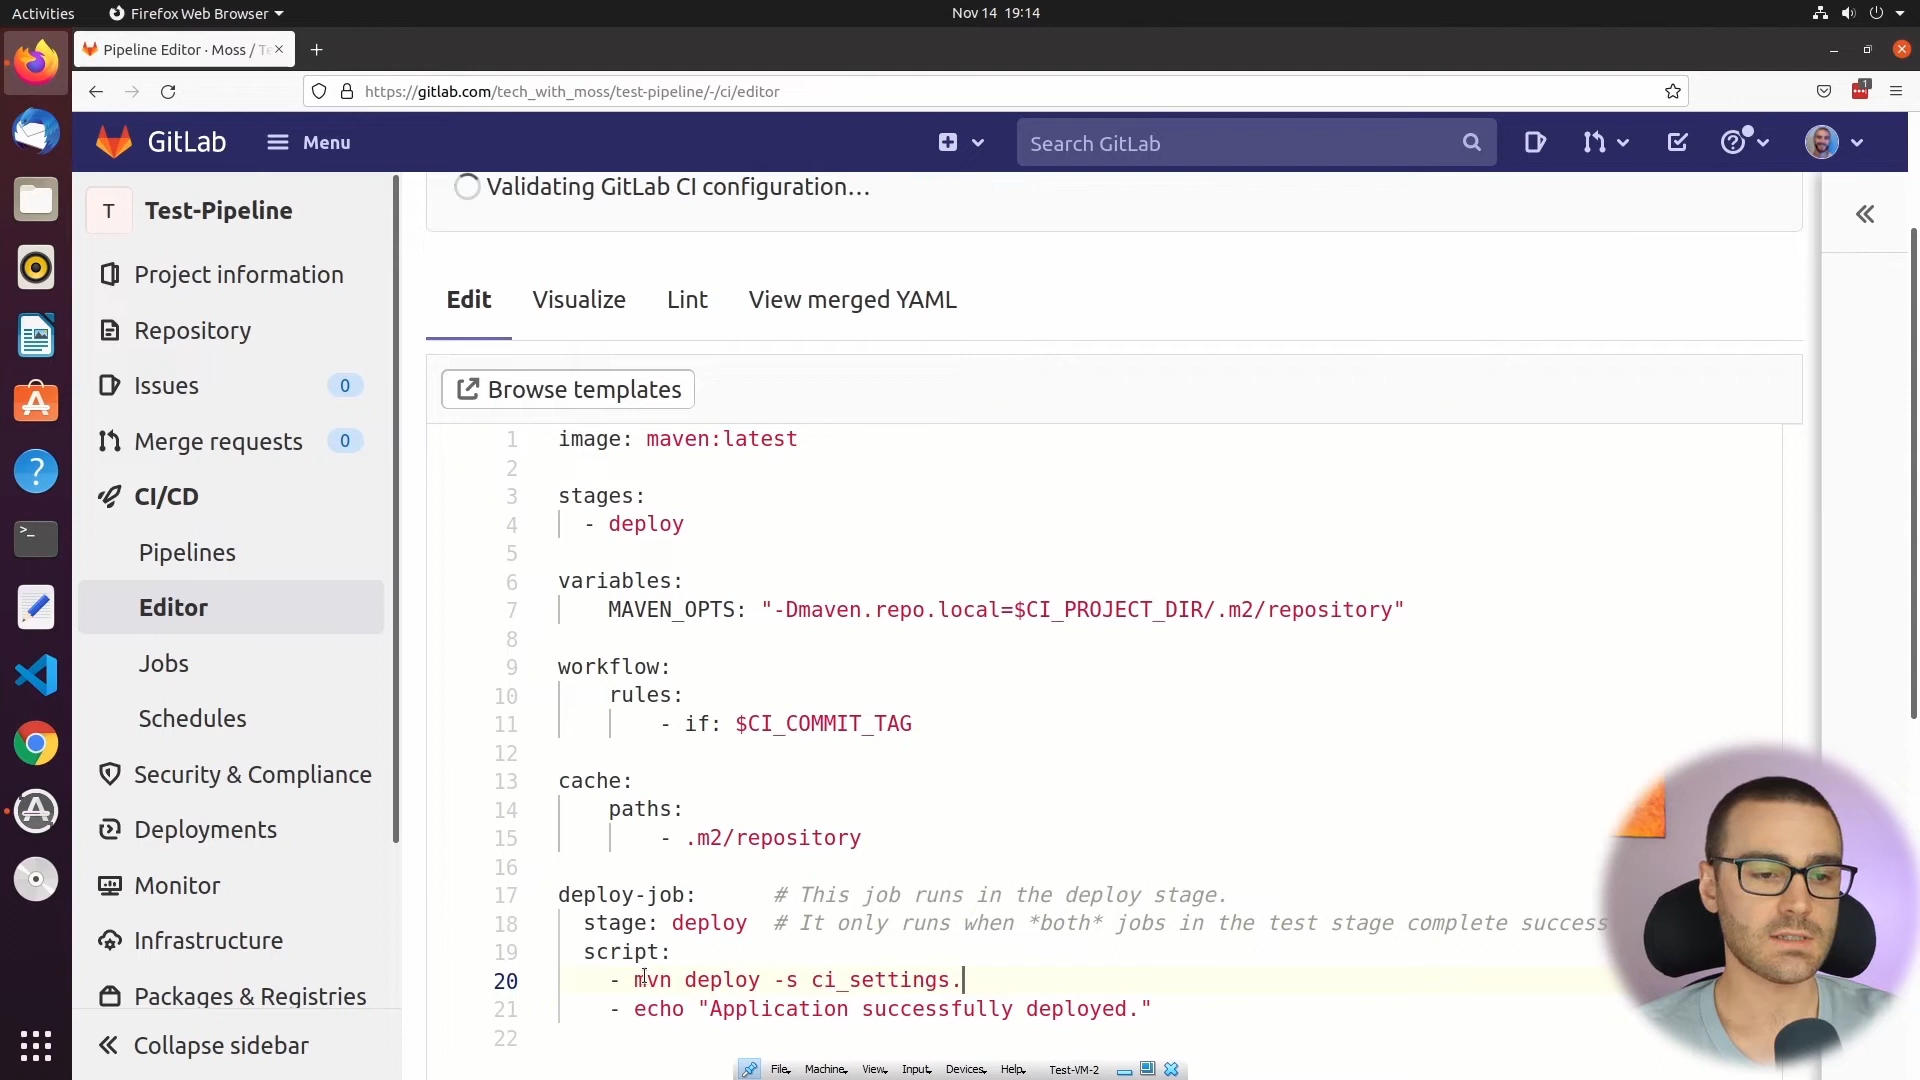 Activities
Firefox Web Browser
Nov 14 19:14
Pipeline Editor · Moss / Te
https://gitlab.com/tech_with_moss/test-pipeline/-/ci/editor
1
GitLab
Menu
Search GitLab
T
Test-Pipeline
Validating GitLab CI configuration...
Project information
Repository
Issues
0
Merge requests
0
CI/CD
Pipelines
Editor
Jobs
Schedules
Security & Compliance
Deployments
Monitor
Infrastructure
Packages & Registries
Collapse sidebar
Edit
Visualize
Lint
View merged YAML
Browse templates
1 image: maven:latest
2
3 stages:
4 - deploy
5
6 variables:
7 MAVEN_OPTS: "-Dmaven.repo.local=$CI_PROJECT_DIR/.m2/repository"
8
9 workflow:
10 rules:
11 - if: $CI_COMMIT_TAG
12
13 cache:
14 paths:
15 - .m2/repository
16
17 deploy-job: # This job runs in the deploy stage.
18 stage: deploy # It only runs when *both* jobs in the test stage complete success
19 script:
20 - mvn deploy -s ci_settings.
21 - echo "Application successfully deployed."
22
File
Machine
View
Input
Devices
Help
Test-VM-2